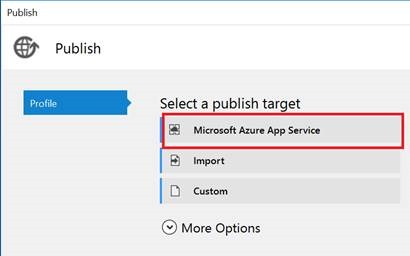 Publish
Publish
Profile
Select a publish target
Microsoft Azure App Service
Import
Custom
More Options